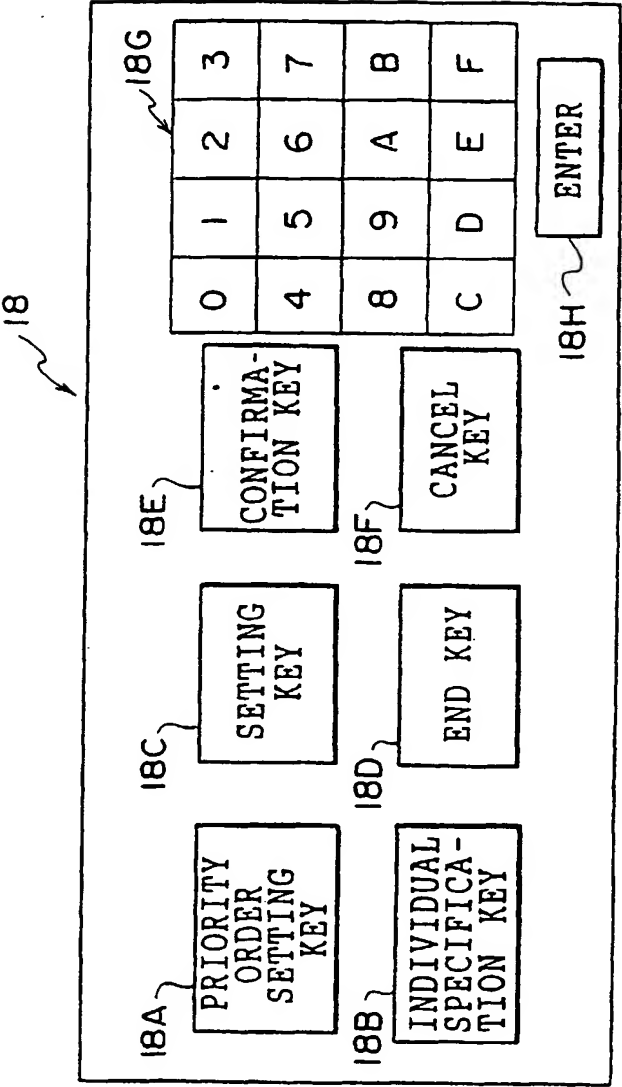 18
18A
PRIORITY
ORDER
SETTING
KEY
18C
SETTING
KEY
18E
CONFIRMA-
TION KEY
18G
0 1 2 3
4 5 6 7
8 9 A B
C D E F
18B
INDIVIDUAL
SPECIFICA-
TION KEY
18D
END KEY
18F
CANCEL
KEY
18H
ENTER